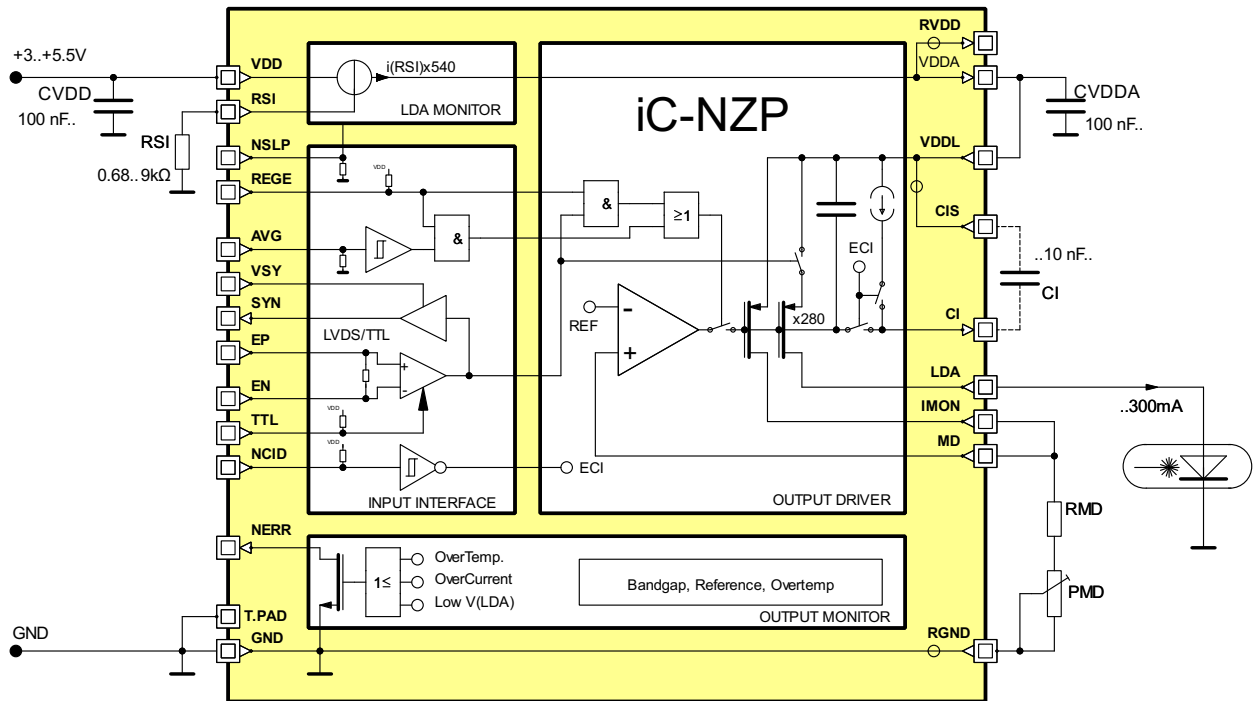 +3..+5.5V
CVDD
100 nF..
RSI
0.68..9kΩ
GND
VDD
RSI
NSLP
REGE
AVG
VSY
SYN
EP
EN
TTL
NCID
NERR
T.PAD
GND
i(RSI)x540
LDA MONITOR
VDD
&
LVDS/TTL
+
-
VDD
VDD
ECI
INPUT INTERFACE
iC-NZP
&
≥1
ECI
REF
-
+
x280
OUTPUT DRIVER
1≤
OverTemp.
OverCurrent
Low V(LDA)
Bandgap, Reference, Overtemp
OUTPUT MONITOR
RVDD
VDDA
VDDL
CIS
CI
LDA
IMON
MD
RGND
CVDDA
100 nF..
..10 nF..
CI
..300mA
RMD
PMD